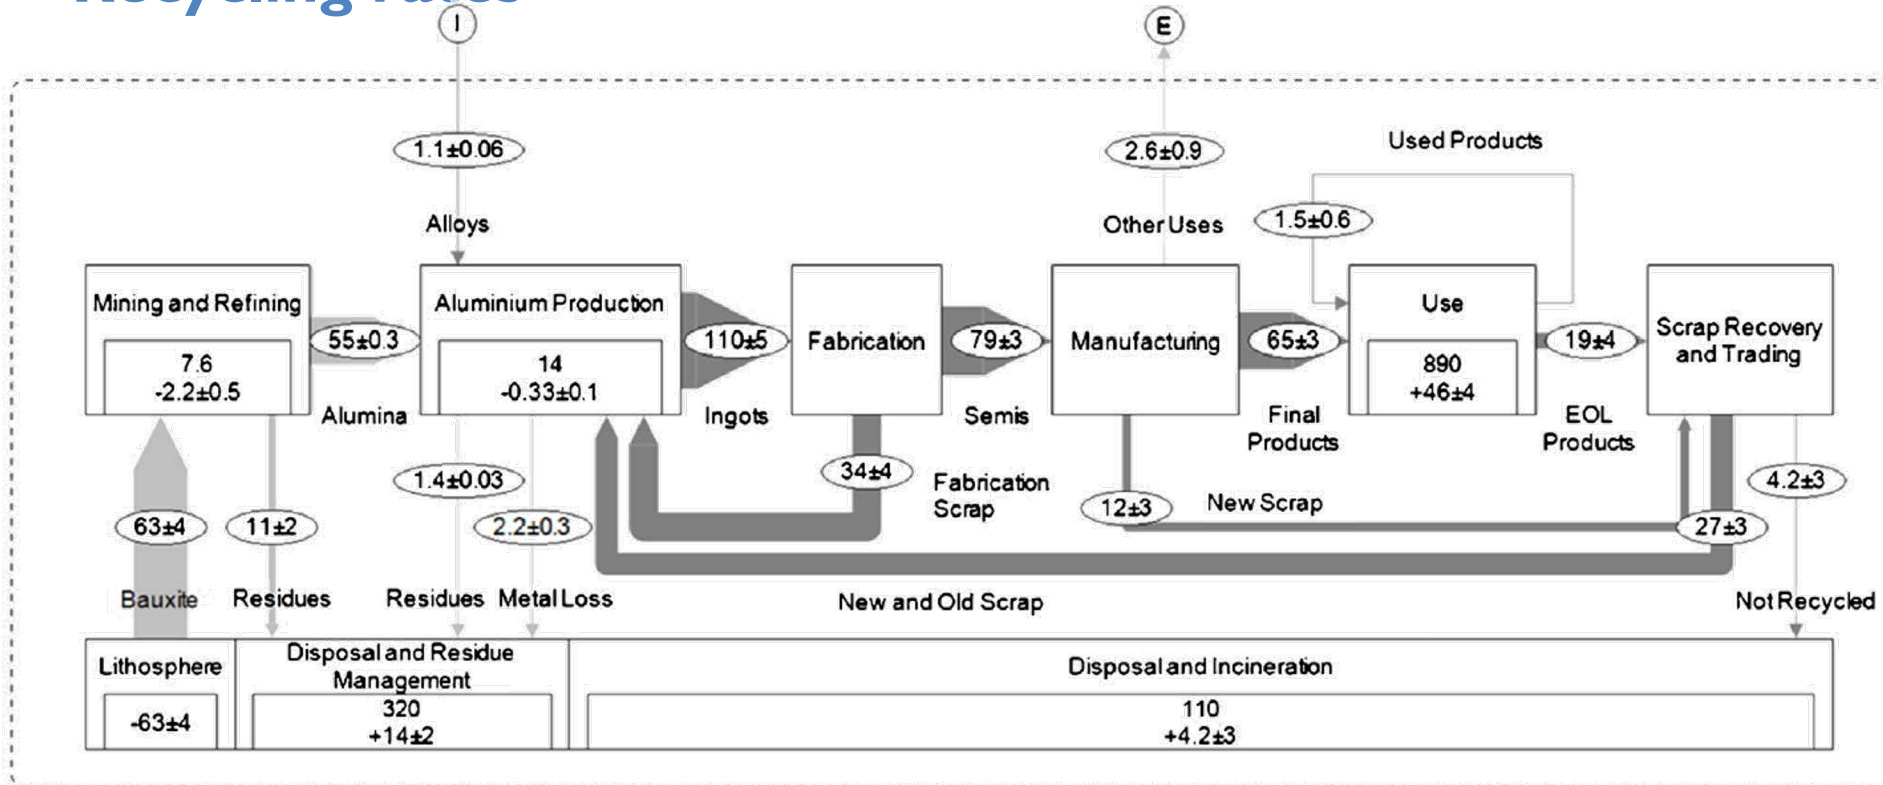 Recycling rates
I
E
1.1±0.06
2.6±0.9
Used Products
1.5±0.6
Alloys
Other Uses
Mining and Refining
7.6
-2.2±0.5
55±0.3
Alumina
Aluminium Production
14
-0.33±0.1
110±5
Ingots
Fabrication
79±3
Semis
Manufacturing
65±3
Final
Products
Use
890
+46±4
19±4
EOL
Products
Scrap Recovery
and Trading
63±4
Bauxite
11±2
Residues
1.4±0.03
Residues
2.2±0.3
Metal Loss
34±4
Fabrication
Scrap
12±3
New Scrap
27±3
New and Old Scrap
4.2±3
Not Recycled
Lithosphere
-63±4
Disposal and Residue
Management
320
+14±2
Disposal and Incineration
110
+4.2±3